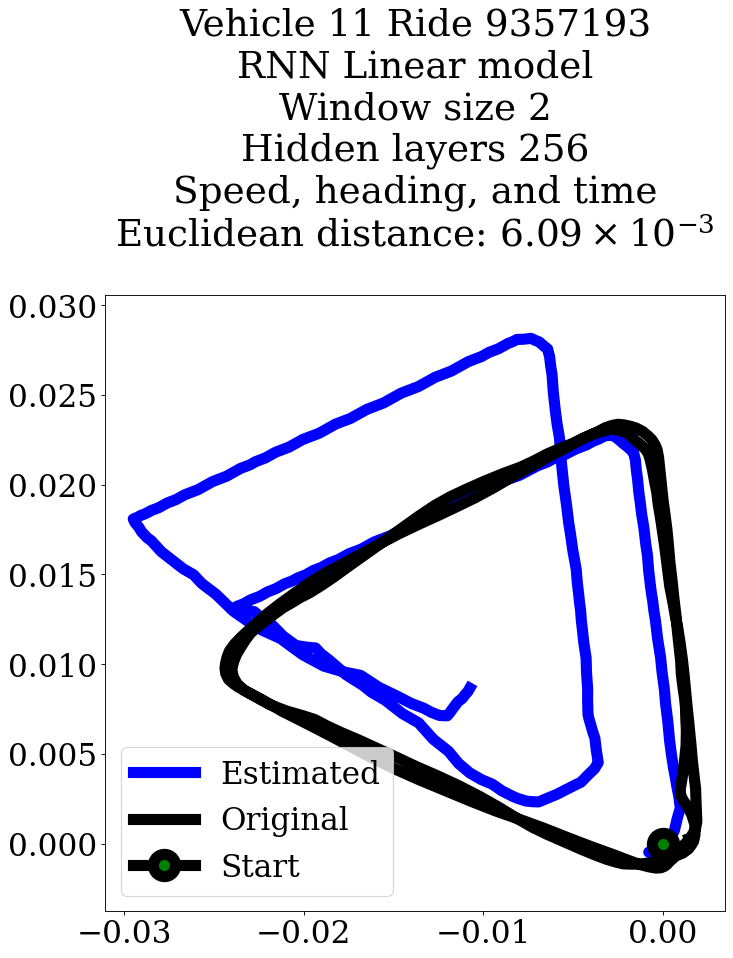 Vehicle 11 Ride 9357193
RNN Linear model
Window size 2
Hidden layers 256
Speed, heading, and time
Euclidean distance: 6.09 × 10⁻³
0.030
0.025
0.020
0.015
0.010
0.005
0.000
Estimated
Original
Start
−0.03 −0.02 −0.01 0.00